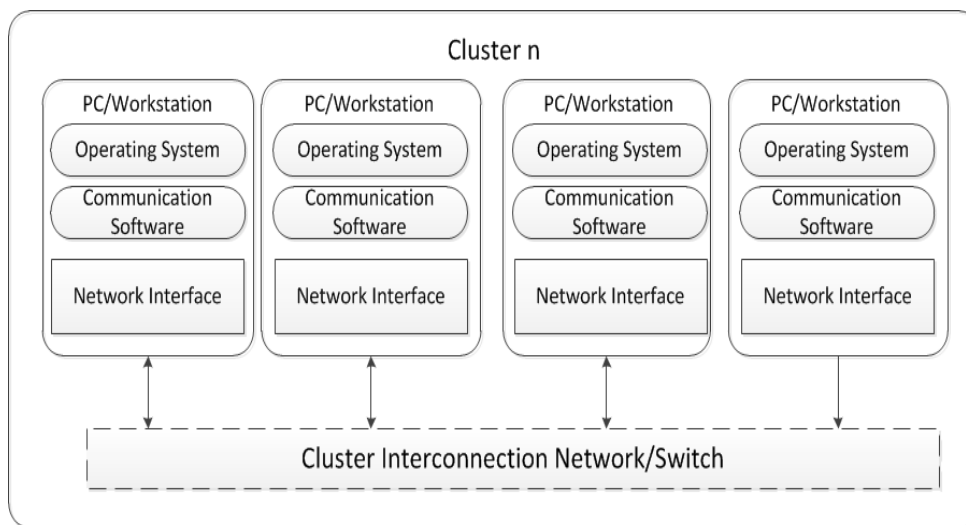 Cluster n
PC/Workstation
Operating System
Communication
Software
Network Interface
PC/Workstation
Operating System
Communication
Software
Network Interface
PC/Workstation
Operating System
Communication
Software
Network Interface
PC/Workstation
Operating System
Communication
Software
Network Interface
Cluster Interconnection Network/Switch